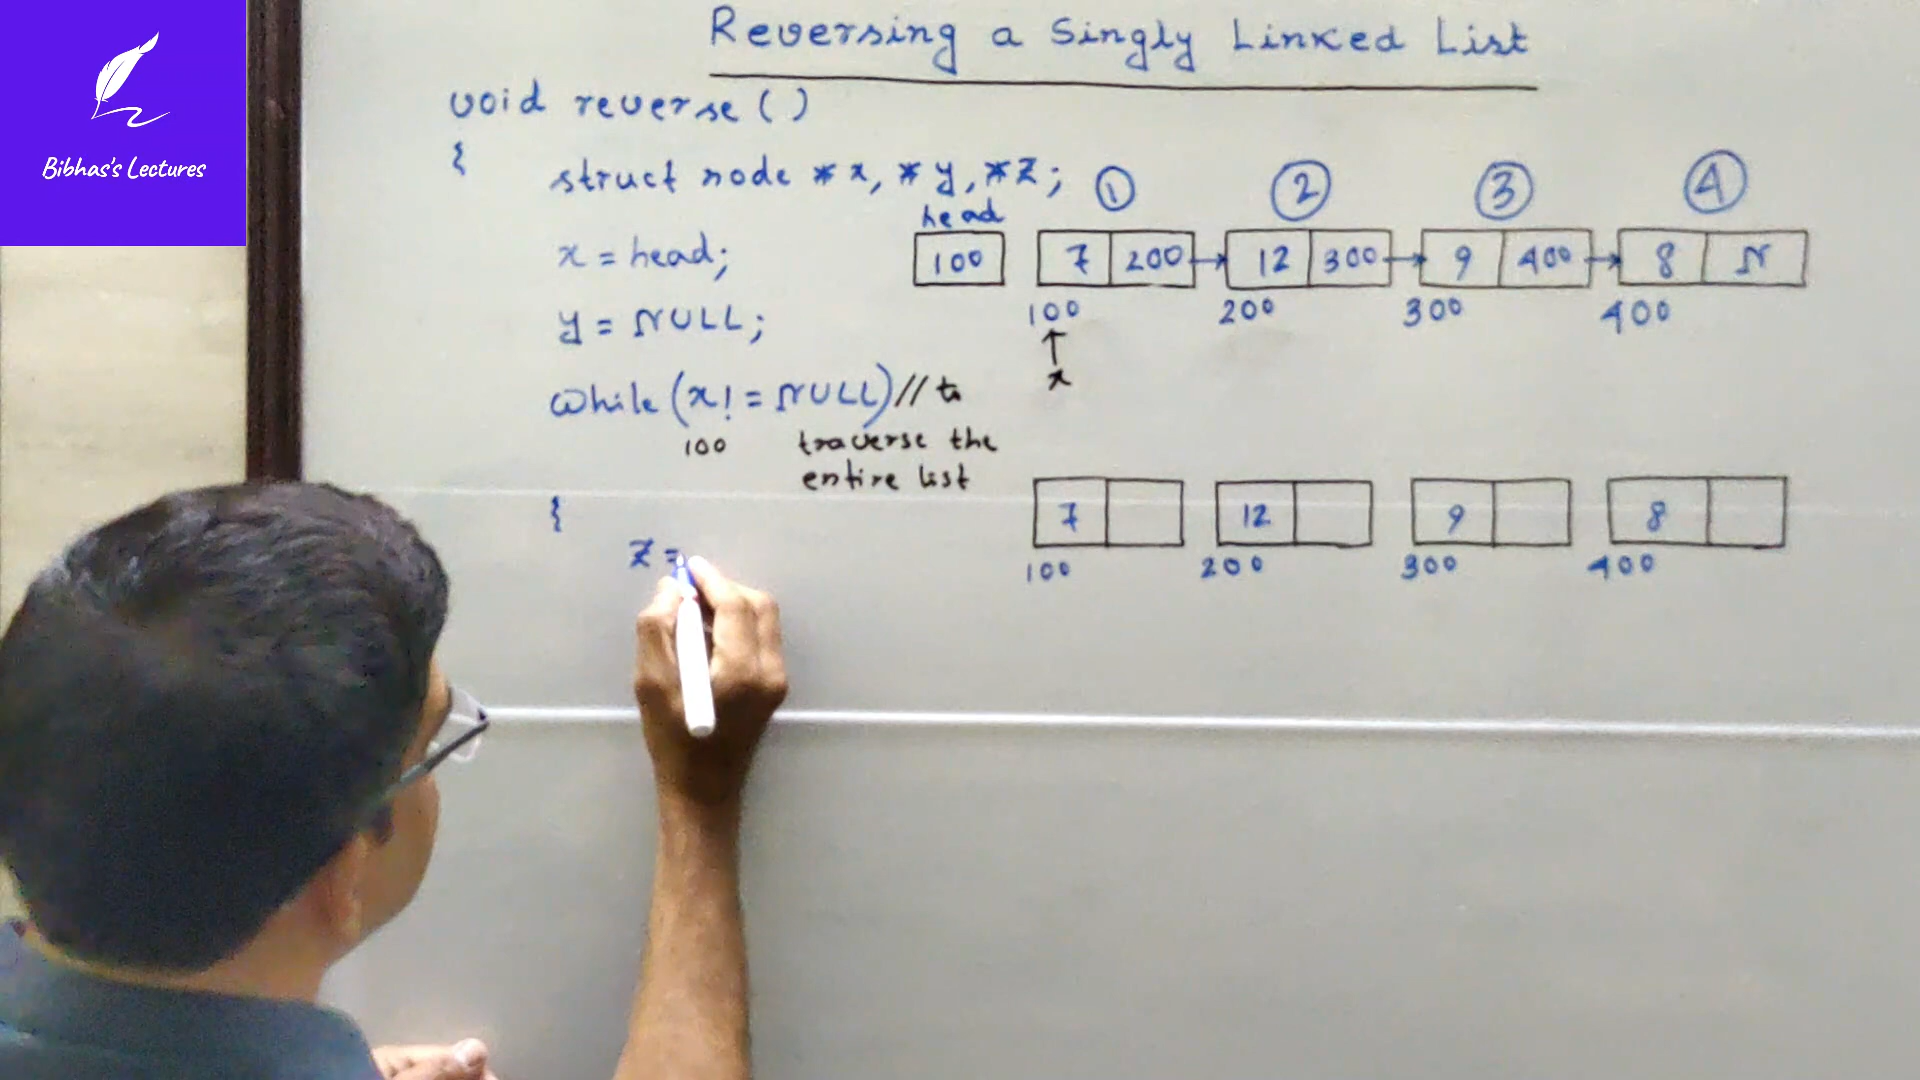 Bibhas's Lectures
Reversing a Singly Linked List
void reverse ( )
{
struct node * x, * y, * z ;
① ② ③ ④
head
x = head;
100 7 200 12 300 9 400 8 N
100 200 300 400
y = NULL;
x
while (x! = NULL) // to
100 traverse the
entire list
{
7 12 9 8
z =
100 200 300 400